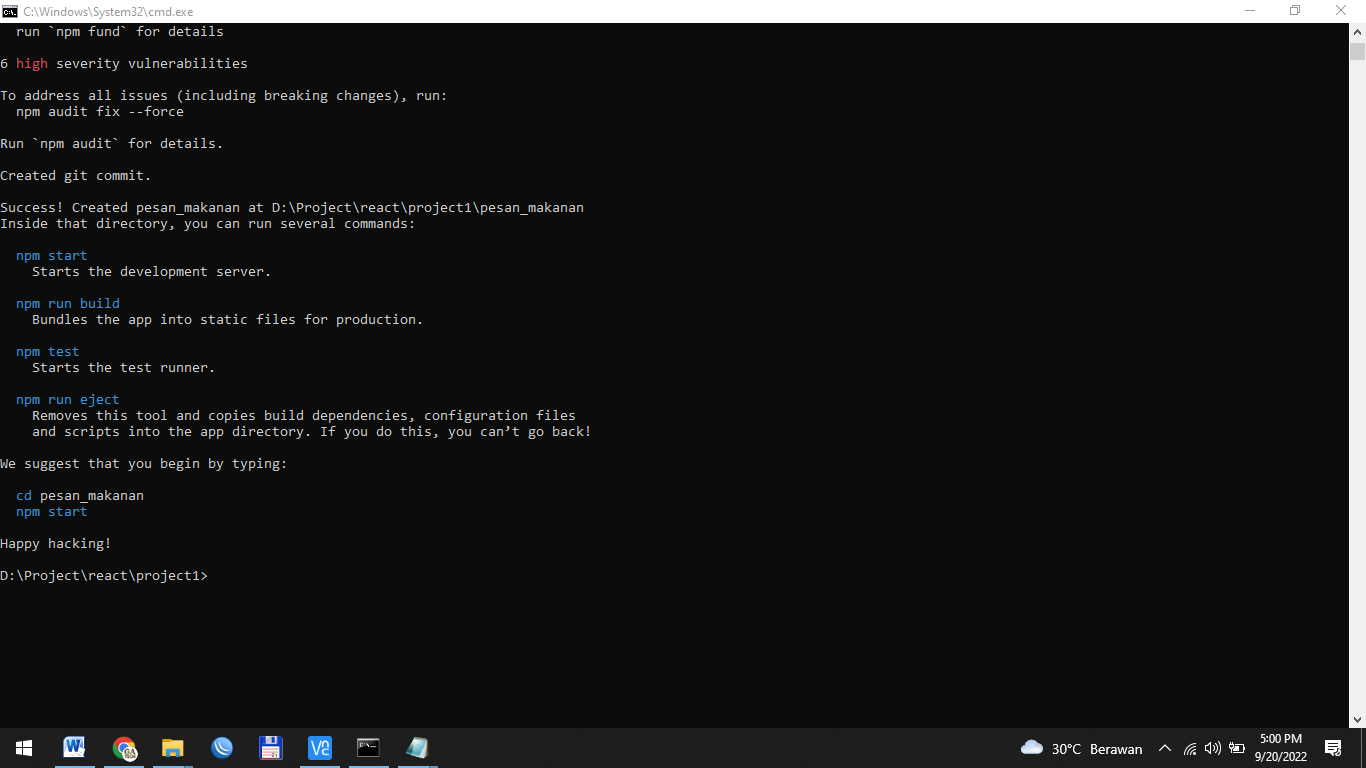 C:\Windows\System32\cmd.exe
run `npm fund` for details
6 high severity vulnerabilities
To address all issues (including breaking changes), run:
npm audit fix --force
Run `npm audit` for details.
Created git commit.
Success! Created pesan_makanan at D:\Project\react\project1\pesan_makanan
Inside that directory, you can run several commands:
npm start
Starts the development server.
npm run build
Bundles the app into static files for production.
npm test
Starts the test runner.
npm run eject
Removes this tool and copies build dependencies, configuration files
and scripts into the app directory. If you do this, you can’t go back!
We suggest that you begin by typing:
cd pesan_makanan
npm start
Happy hacking!
D:\Project\react\project1>
30°C Berawan
5:00 PM
9/20/2022